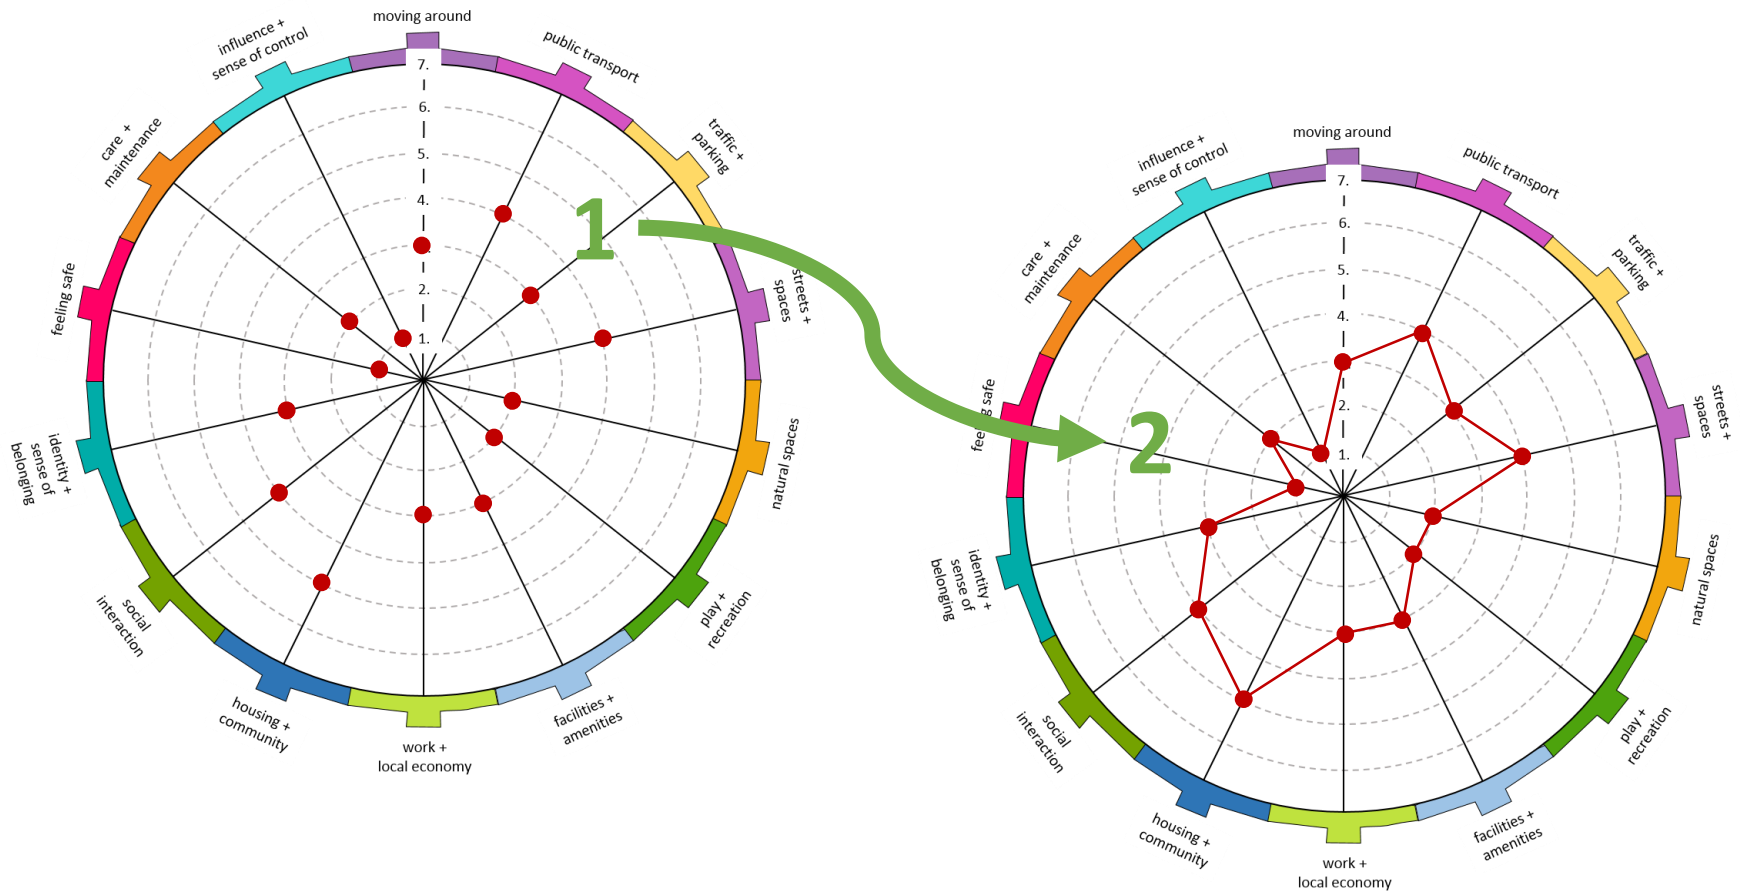 moving around
influence +
sense of control
public transport
care +
maintenance
traffic +
parking
feeling safe
streets +
spaces
identity +
sense of
belonging
natural spaces
social
interaction
play +
recreation
housing +
community
facilities +
amenities
work +
local economy
7.
6.
5.
4.
2.
1.
1
moving around
influence +
sense of control
public transport
care +
maintenance
traffic +
parking
feeling safe
streets +
spaces
identity +
sense of
belonging
natural spaces
social
interaction
play +
recreation
housing +
community
facilities +
amenities
work +
local economy
7.
6.
5.
4.
2.
1.
2